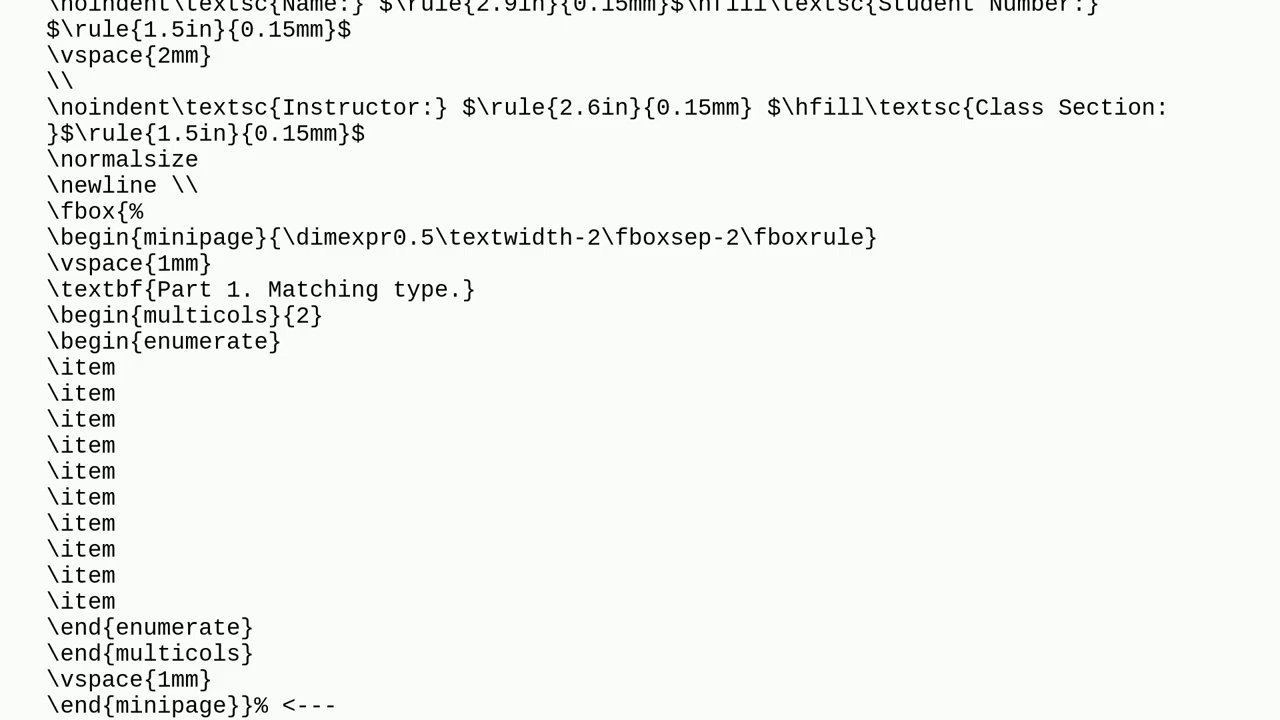 \noindent\textsc{Name:} $\rule{2.9in}{0.15mm}$\hfill\textsc{Student Number:}
$\rule{1.5in}{0.15mm}$
\vspace{2mm}
\\
\noindent\textsc{Instructor:} $\rule{2.6in}{0.15mm} $\hfill\textsc{Class Section:
}$\rule{1.5in}{0.15mm}$
\normalsize
\newline \\
\fbox{%
\begin{minipage}{\dimexpr0.5\textwidth-2\fboxsep-2\fboxrule}
\vspace{1mm}
\textbf{Part 1. Matching type.}
\begin{multicols}{2}
\begin{enumerate}
\item
\item
\item
\item
\item
\item
\item
\item
\item
\item
\end{enumerate}
\end{multicols}
\vspace{1mm}
\end{minipage}}% <---